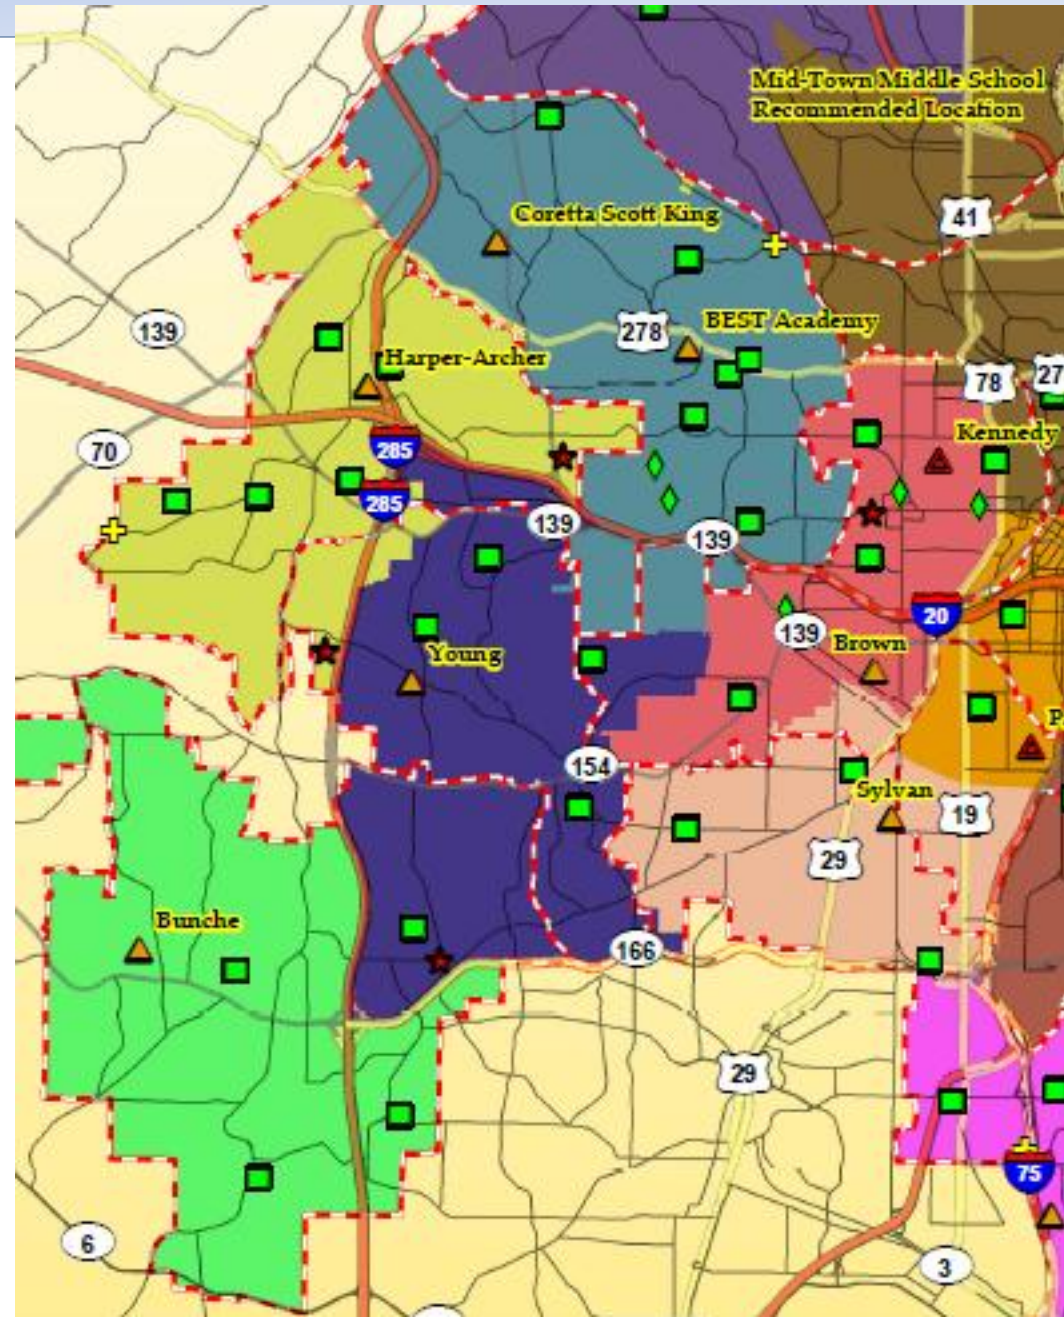 Mid-Town Middle School
Recommended Location
Coretta Scott King
41
139
278
BEST Academy
Harper-Archer
78
27
Kennedy
70
285
285
139
139
20
139
Brown
Young
154
P
Sylvan
19
29
Bunche
166
29
75
6
3